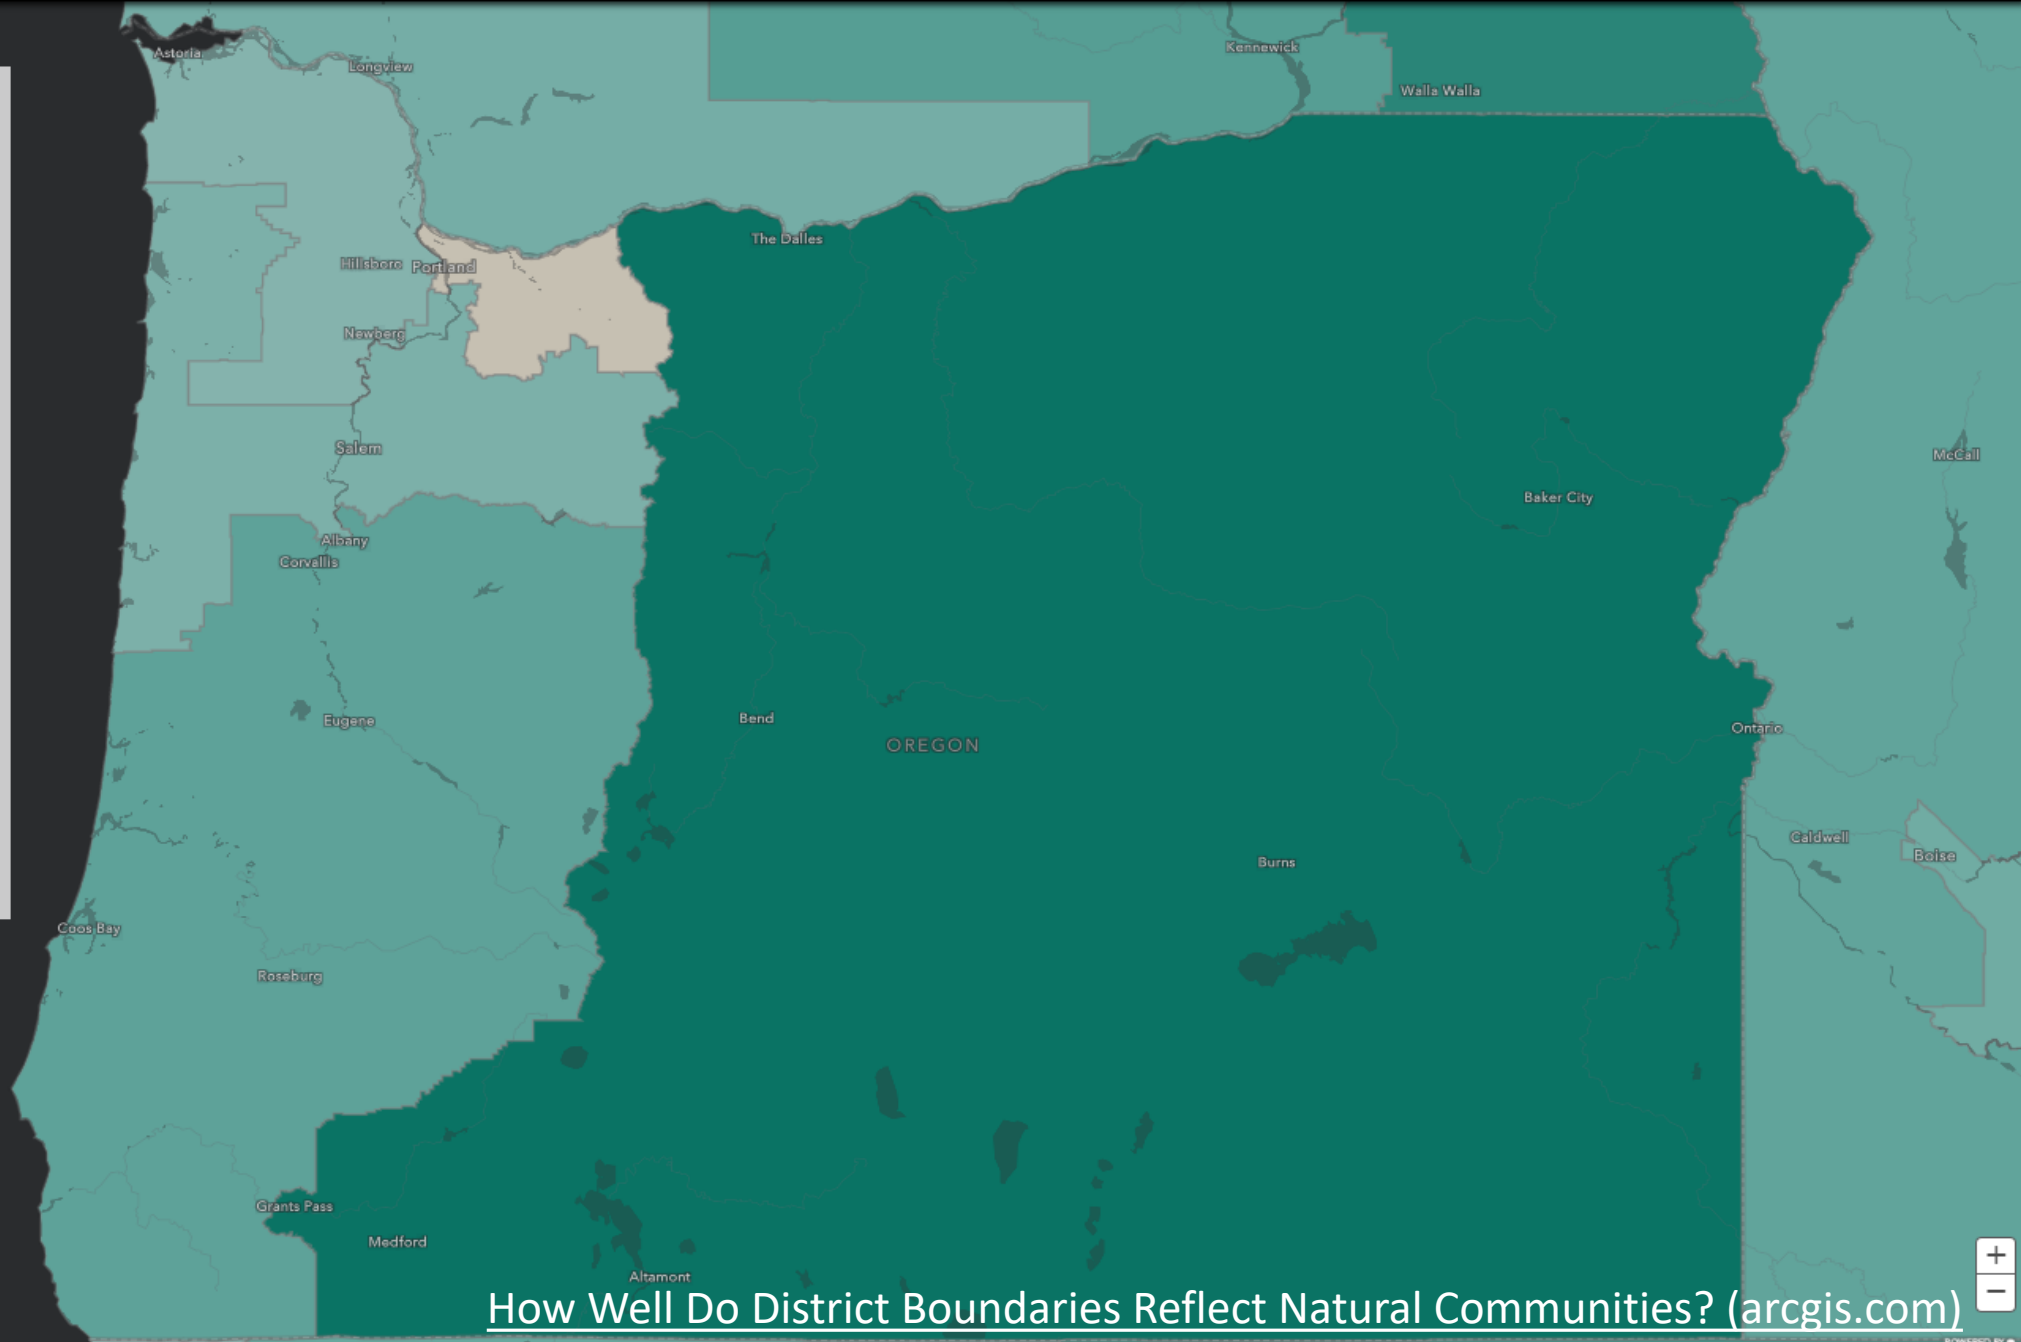 Astoria
Longview
Kennewick
Walla Walla
The Dalles
Hillsboro
Portland
Newberg
Salem
McCall
Baker City
Albany
Corvallis
Eugene
Bend
OREGON
Ontario
Caldwell
Boise
Burns
Coos Bay
Roseburg
Grants Pass
Medford
Altamont
+
−
How Well Do District Boundaries Reflect Natural Communities? (arcgis.com)